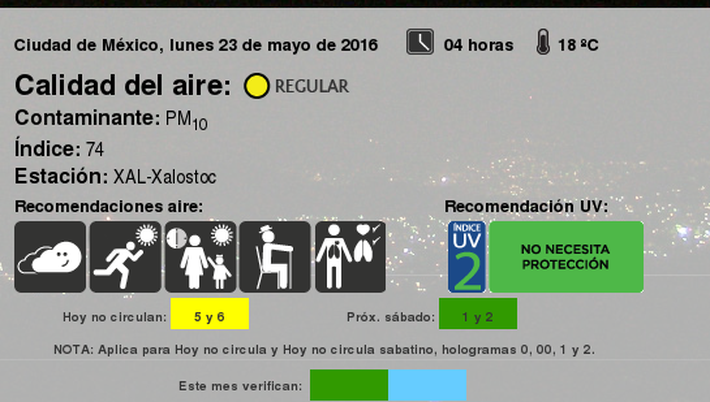 Ciudad de México, lunes 23 de mayo de 2016 04 horas 18 ºC
Calidad del aire: REGULAR
Contaminante: PM10
Índice: 74
Estación: XAL-Xalostoc
Recomendaciones aire: Recomendación UV:
ÍNDICE
UV
2
NO NECESITA
PROTECCIÓN
Hoy no circulan: 5 y 6 Próx. sábado: 1 y 2
NOTA: Aplica para Hoy no circula y Hoy no circula sabatino, hologramas 0, 00, 1 y 2.
Este mes verifican: